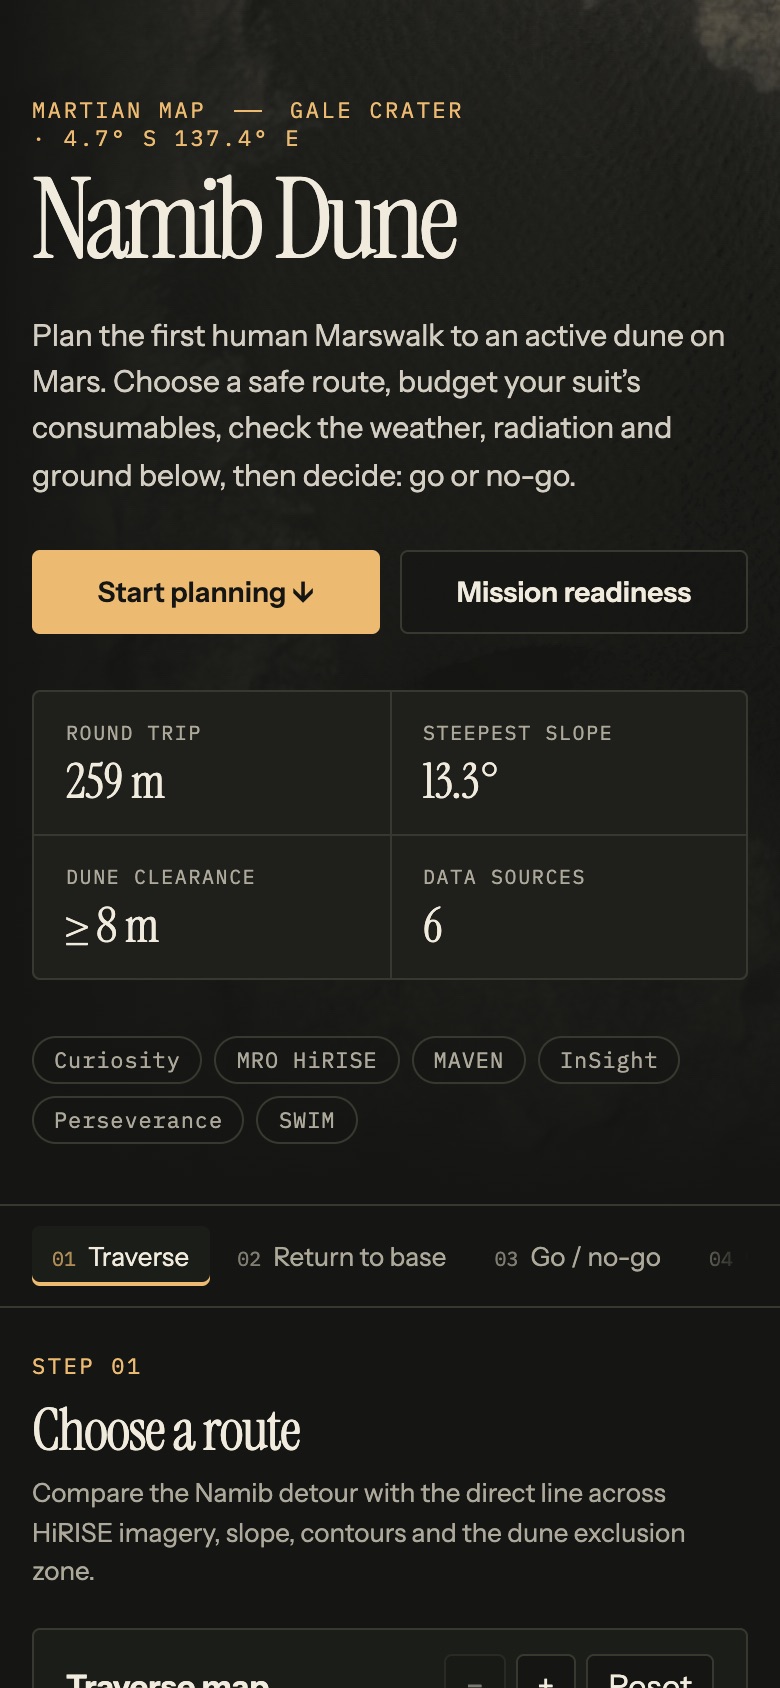 MARTIAN MAP — GALE CRATER
· 4.7° S 137.4° E
Namib Dune
Plan the first human Marswalk to an active dune on
Mars. Choose a safe route, budget your suit’s
consumables, check the weather, radiation and
ground below, then decide: go or no-go.
Start planning ↓
Mission readiness
ROUND TRIP
259 m
STEEPEST SLOPE
13.3°
DUNE CLEARANCE
≥ 8 m
DATA SOURCES
6
Curiosity
MRO HiRISE
MAVEN
InSight
Perseverance
SWIM
01 Traverse
02 Return to base
03 Go / no-go
04
STEP 01
Choose a route
Compare the Namib detour with the direct line across
HiRISE imagery, slope, contours and the dune exclusion
zone.
Traverse map
−
+
Reset